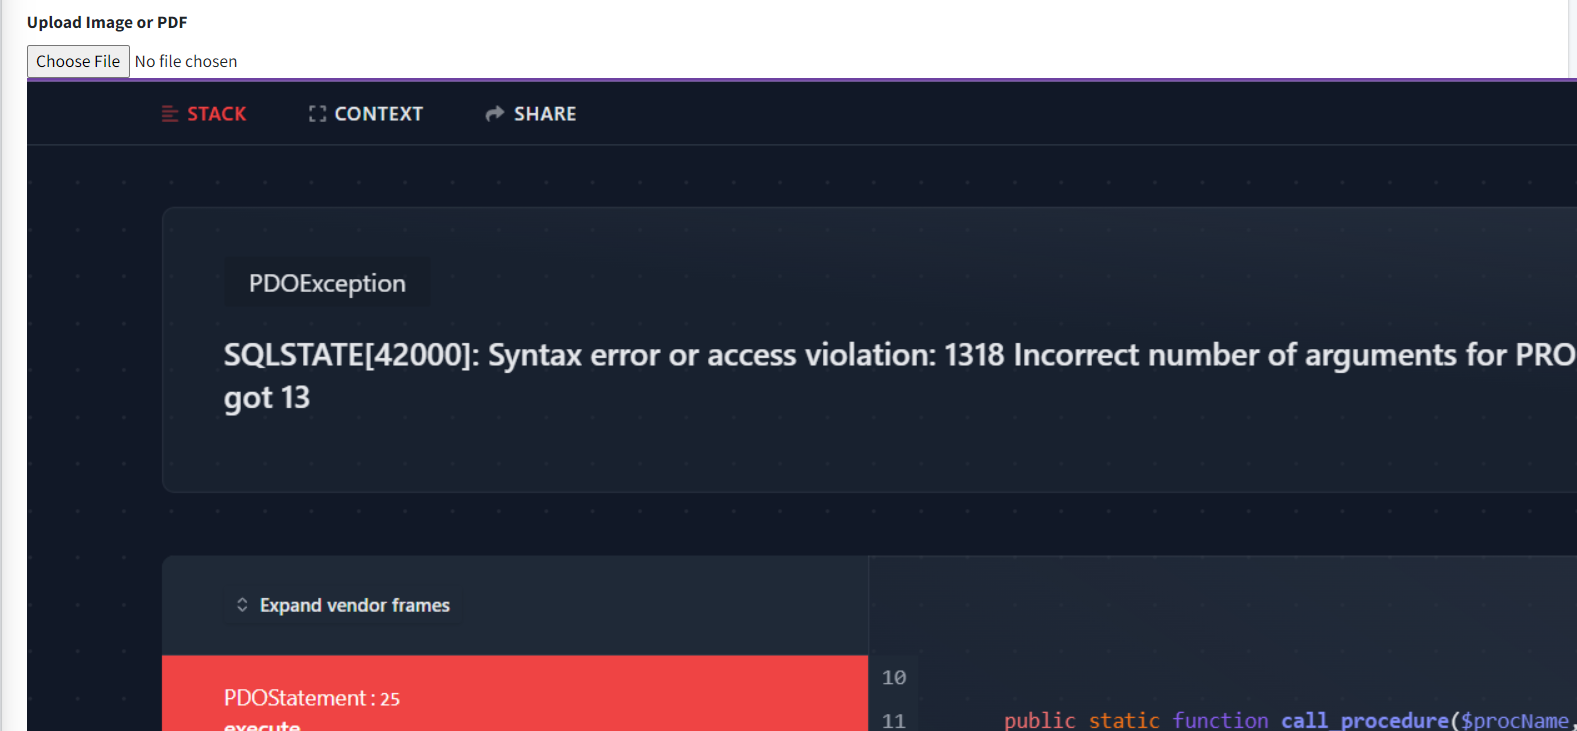 Upload Image or PDF
Choose File No file chosen
STACK CONTEXT SHARE
PDOException
SQLSTATE[42000]: Syntax error or access violation: 1318 Incorrect number of arguments for PRO
got 13
Expand vendor frames
PDOStatement : 25
execute
10
11 public static function call_procedure($procName,